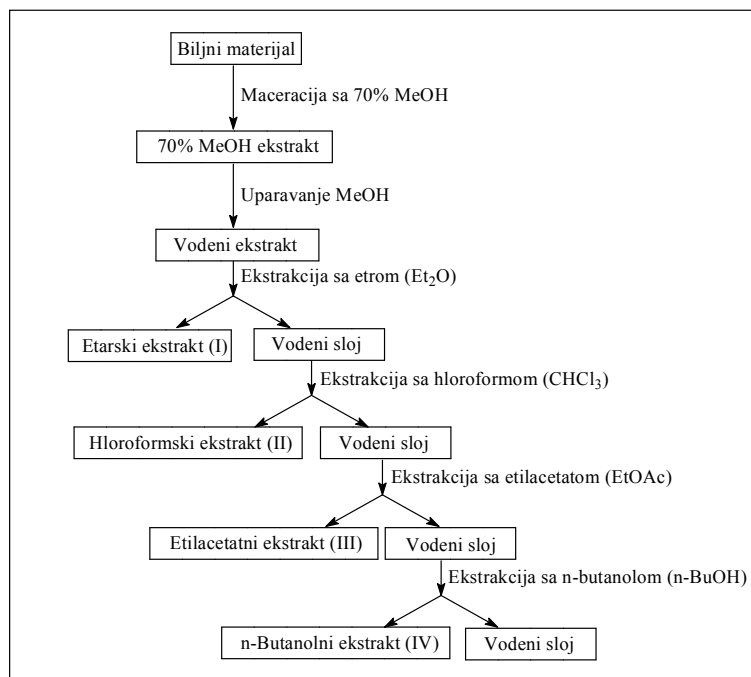 Biljni materijal
Maceracija sa 70% MeOH
70% MeOH ekstrakt
Uparavanje MeOH
Vodeni ekstrakt
Ekstrakcija sa etrom (Et₂O)
Etarski ekstrakt (I)
Vodeni sloj
Ekstrakcija sa hloroformom (CHCl₃)
Hloroformski ekstrakt (II)
Vodeni sloj
Ekstrakcija sa etilacetatom (EtOAc)
Etilacetatni ekstrakt (III)
Vodeni sloj
Ekstrakcija sa n-butanolom (n-BuOH)
n-Butanolni ekstrakt (IV)
Vodeni sloj